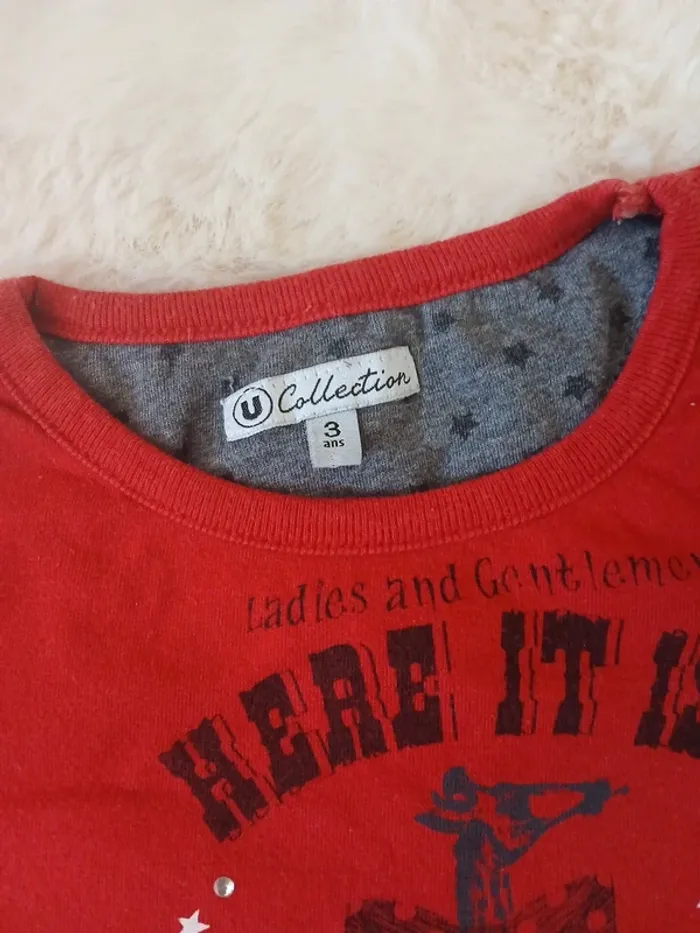 U Collection
3
ans
Ladies and Gentlemen
HERE IT IS